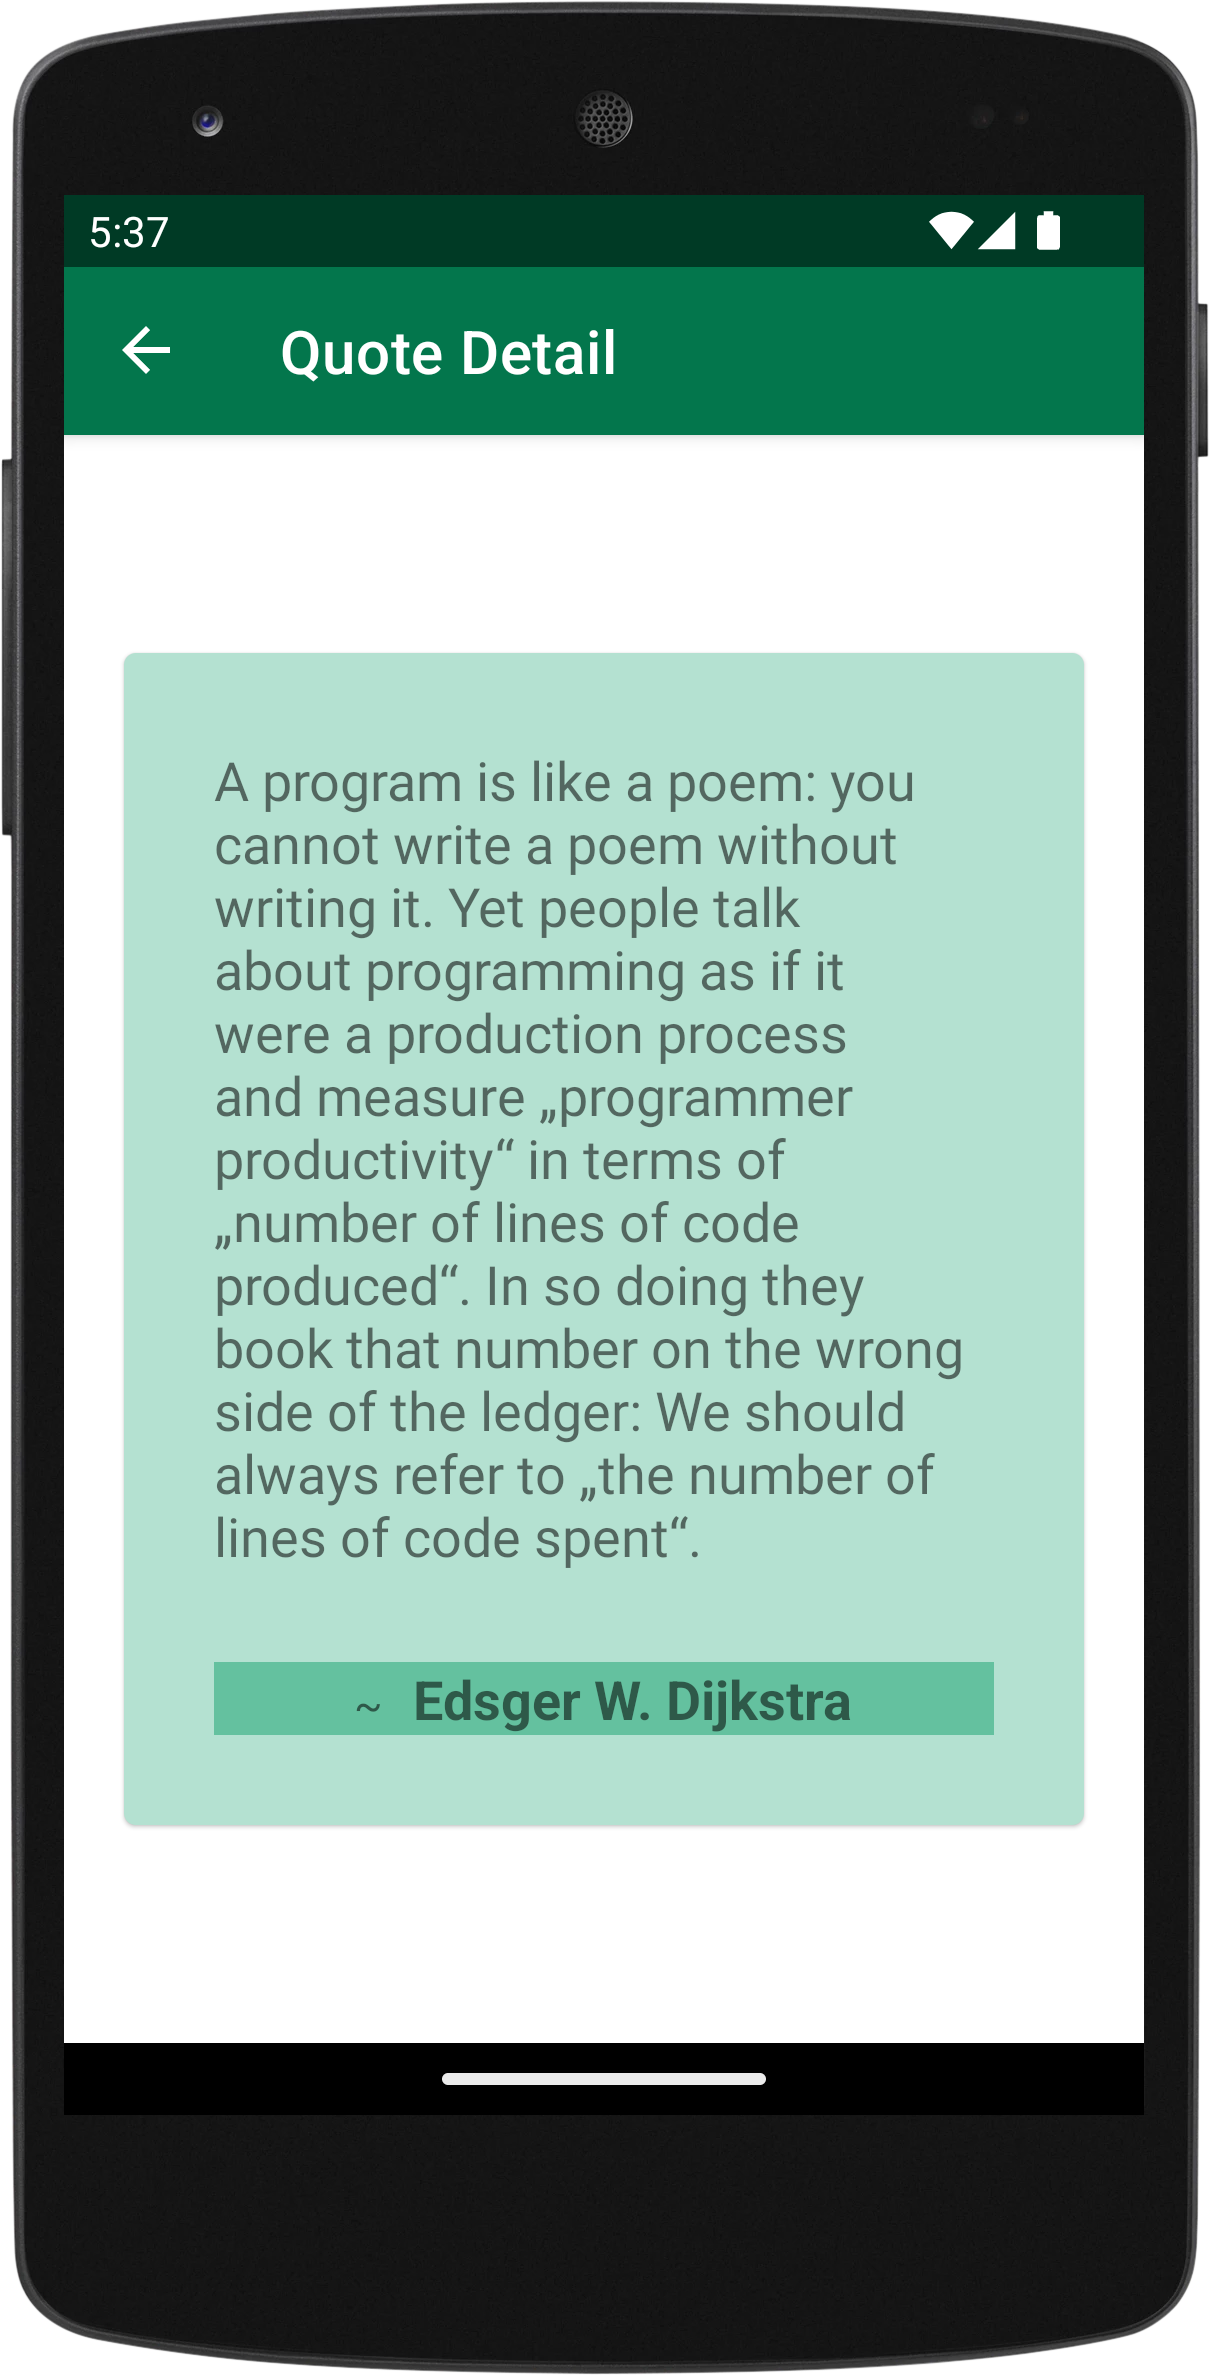 5:37
Quote Detail
A program is like a poem: you
cannot write a poem without
writing it. Yet people talk
about programming as if it
were a production process
and measure „programmer
productivity“ in terms of
„number of lines of code
produced“. In so doing they
book that number on the wrong
side of the ledger: We should
always refer to „the number of
lines of code spent“.
~ Edsger W. Dijkstra